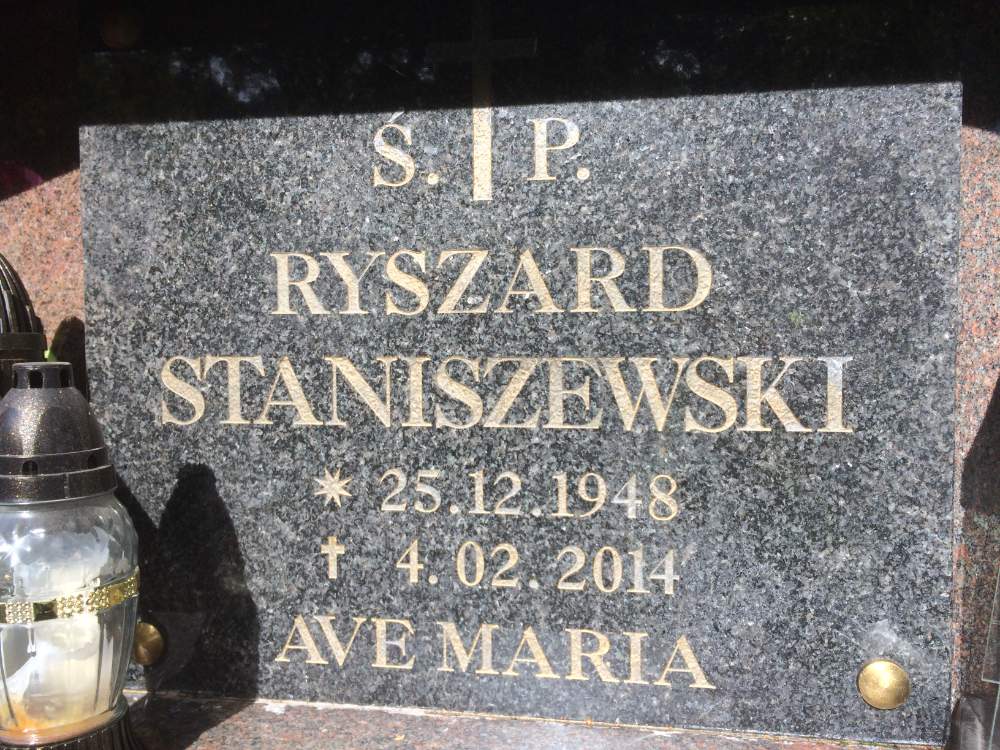 Ś. P.
RYSZARD
STANISZEWSKI
* 25.12.1948
✝ 4.02.2014
AVE MARIA